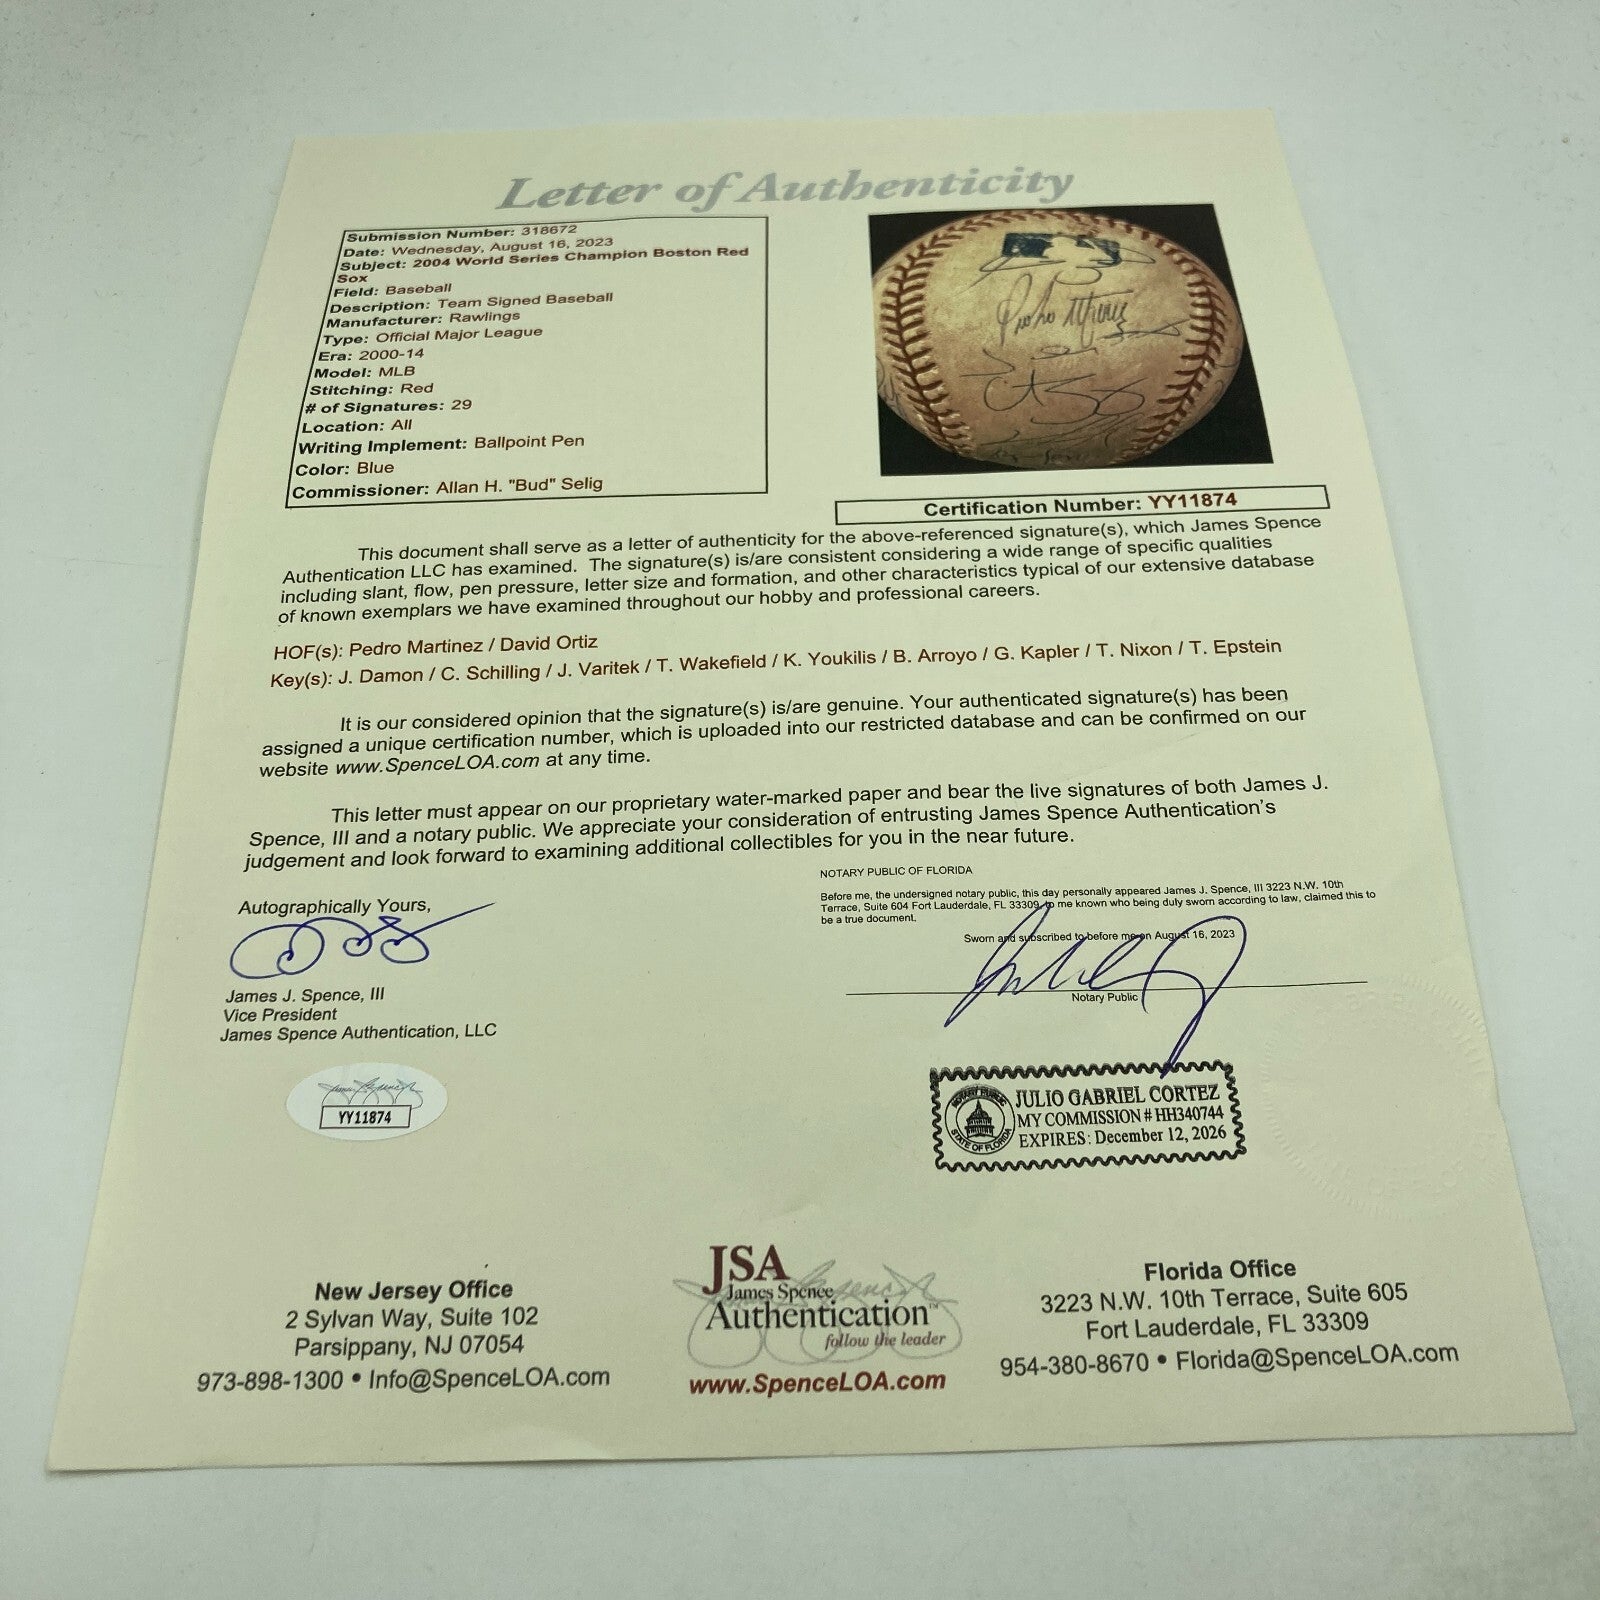 Letter of Authenticity
Submission Number: 318672
Date: Wednesday, August 16, 2023
Subject: 2004 World Series Champion Boston Red
Sox
Field: Baseball
Description: Team Signed Baseball
Manufacturer: Rawlings
Type: Official Major League
Era: 2000-14
Model: MLB
Stitching: Red
# of Signatures: 29
Location: All
Writing Implement: Ballpoint Pen
Color: Blue
Commissioner: Allan H. "Bud" Selig
Pedro Martinez
Certification Number: YY11874
This document shall serve as a letter of authenticity for the above-referenced signature(s), which James Spence
Authentication LLC has examined. The signature(s) is/are consistent considering a wide range of specific qualities
including slant, flow, pen pressure, letter size and formation, and other characteristics typical of our extensive database
of known exemplars we have examined throughout our hobby and professional careers.
HOF(s): Pedro Martinez / David Ortiz
Key(s): J. Damon / C. Schilling / J. Varitek / T. Wakefield / K. Youkilis / B. Arroyo / G. Kapler / T. Nixon / T. Epstein
It is our considered opinion that the signature(s) is/are genuine. Your authenticated signature(s) has been
assigned a unique certification number, which is uploaded into our restricted database and can be confirmed on our
website www.SpenceLOA.com at any time.
This letter must appear on our proprietary water-marked paper and bear the live signatures of both James J.
Spence, III and a notary public. We appreciate your consideration of entrusting James Spence Authentication's
judgement and look forward to examining additional collectibles for you in the near future.
NOTARY PUBLIC OF FLORIDA
Before me, the undersigned notary public, this day personally appeared James J. Spence, III 3223 N.W. 10th
Terrace, Suite 604 Fort Lauderdale, FL 33309, to me known who being duly sworn according to law, claimed this to
be a true document.
Sworn and subscribed to before me on August 16, 2023
Notary Public
Autographically Yours,
James J. Spence, III
Vice President
James Spence Authentication, LLC
YY11874
NOTARY PUBLIC
STATE OF FLORIDA
JULIO GABRIEL CORTEZ
MY COMMISSION # HH340744
EXPIRES: December 12, 2026
New Jersey Office
2 Sylvan Way, Suite 102
Parsippany, NJ 07054
973-898-1300 • Info@SpenceLOA.com
JSA
James Spence
Authentication™
follow the leader
www.SpenceLOA.com
Florida Office
3223 N.W. 10th Terrace, Suite 605
Fort Lauderdale, FL 33309
954-380-8670 • Florida@SpenceLOA.com